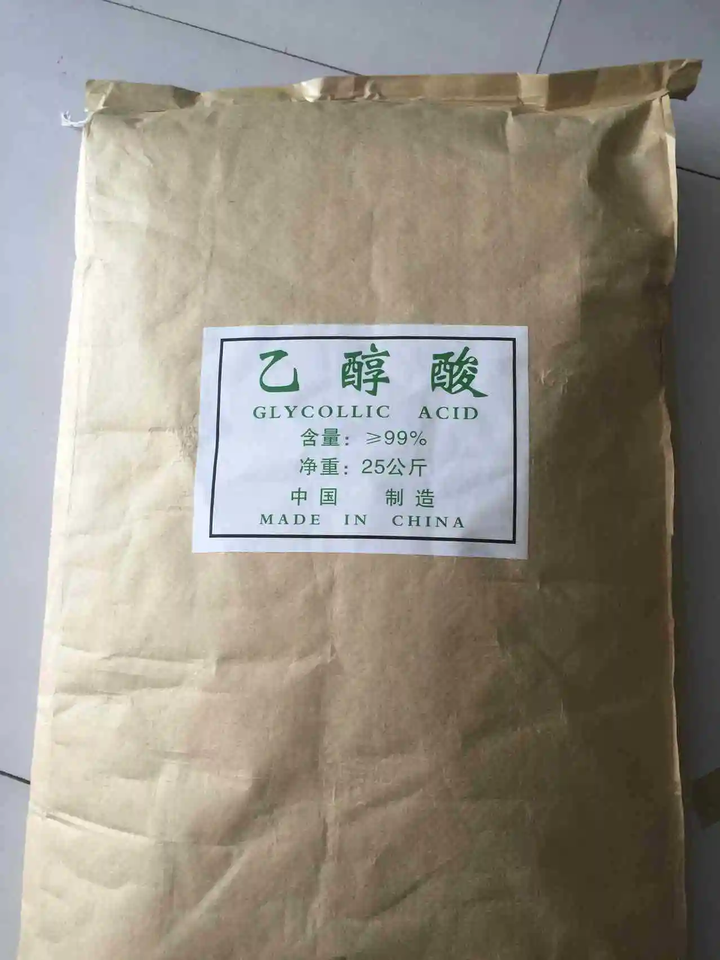 乙醇酸
GLYCOLLIC ACID
含量：≥99%
净重：25公斤
中国 制造
MADE IN CHINA